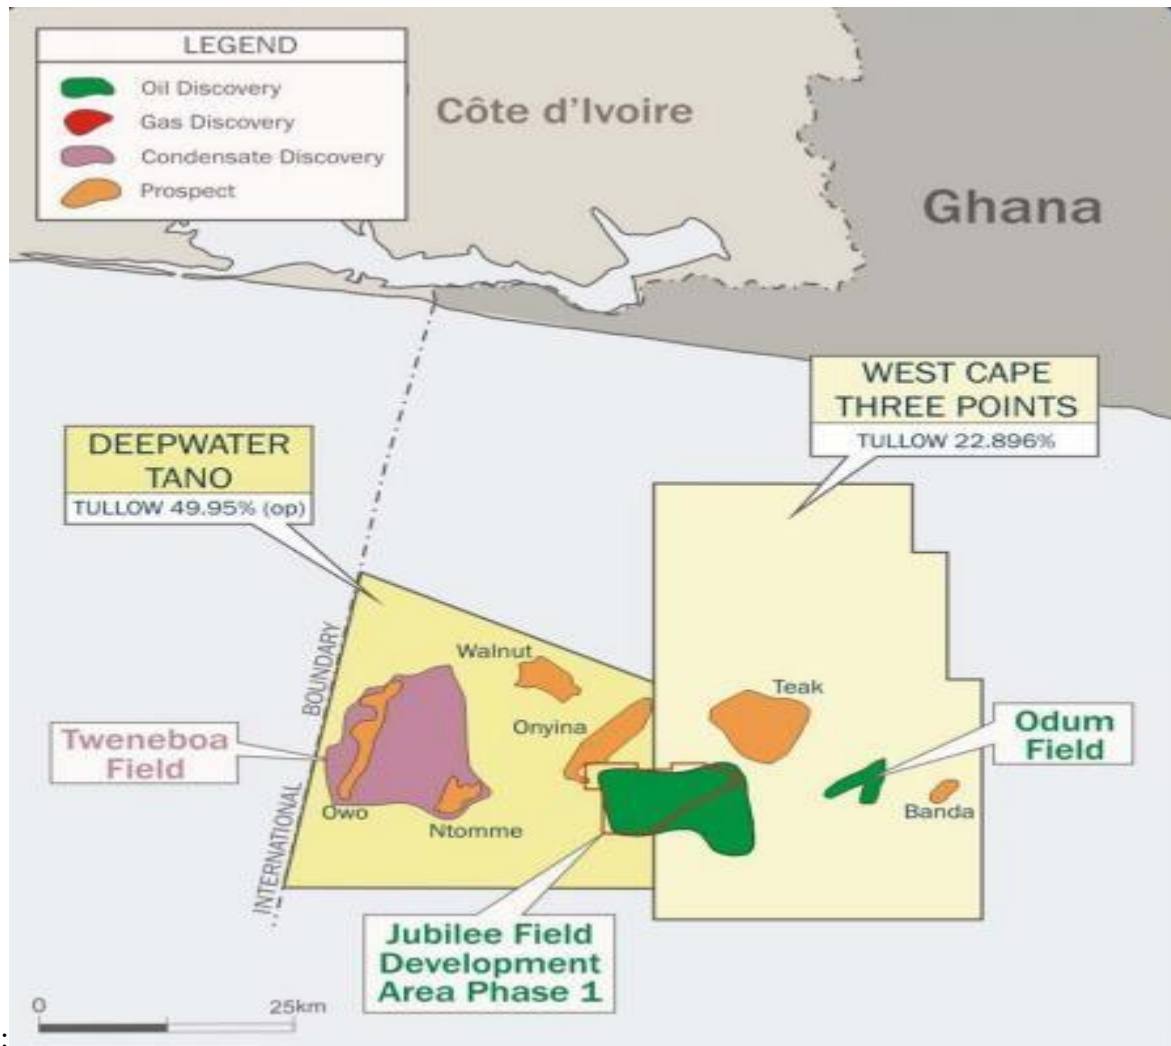 LEGEND
Oil Discovery
Gas Discovery
Condensate Discovery
Prospect
Côte d'Ivoire
Ghana
WEST CAPE
THREE POINTS
TULLOW 22.896%
DEEPWATER
TANO
TULLOW 49.95% (op)
INTERNATIONAL BOUNDARY
Walnut
Onyina
Teak
Tweneboa
Field
Odum
Field
Owo
Ntomme
Banda
Jubilee Field
Development
Area Phase 1
0
25km
: